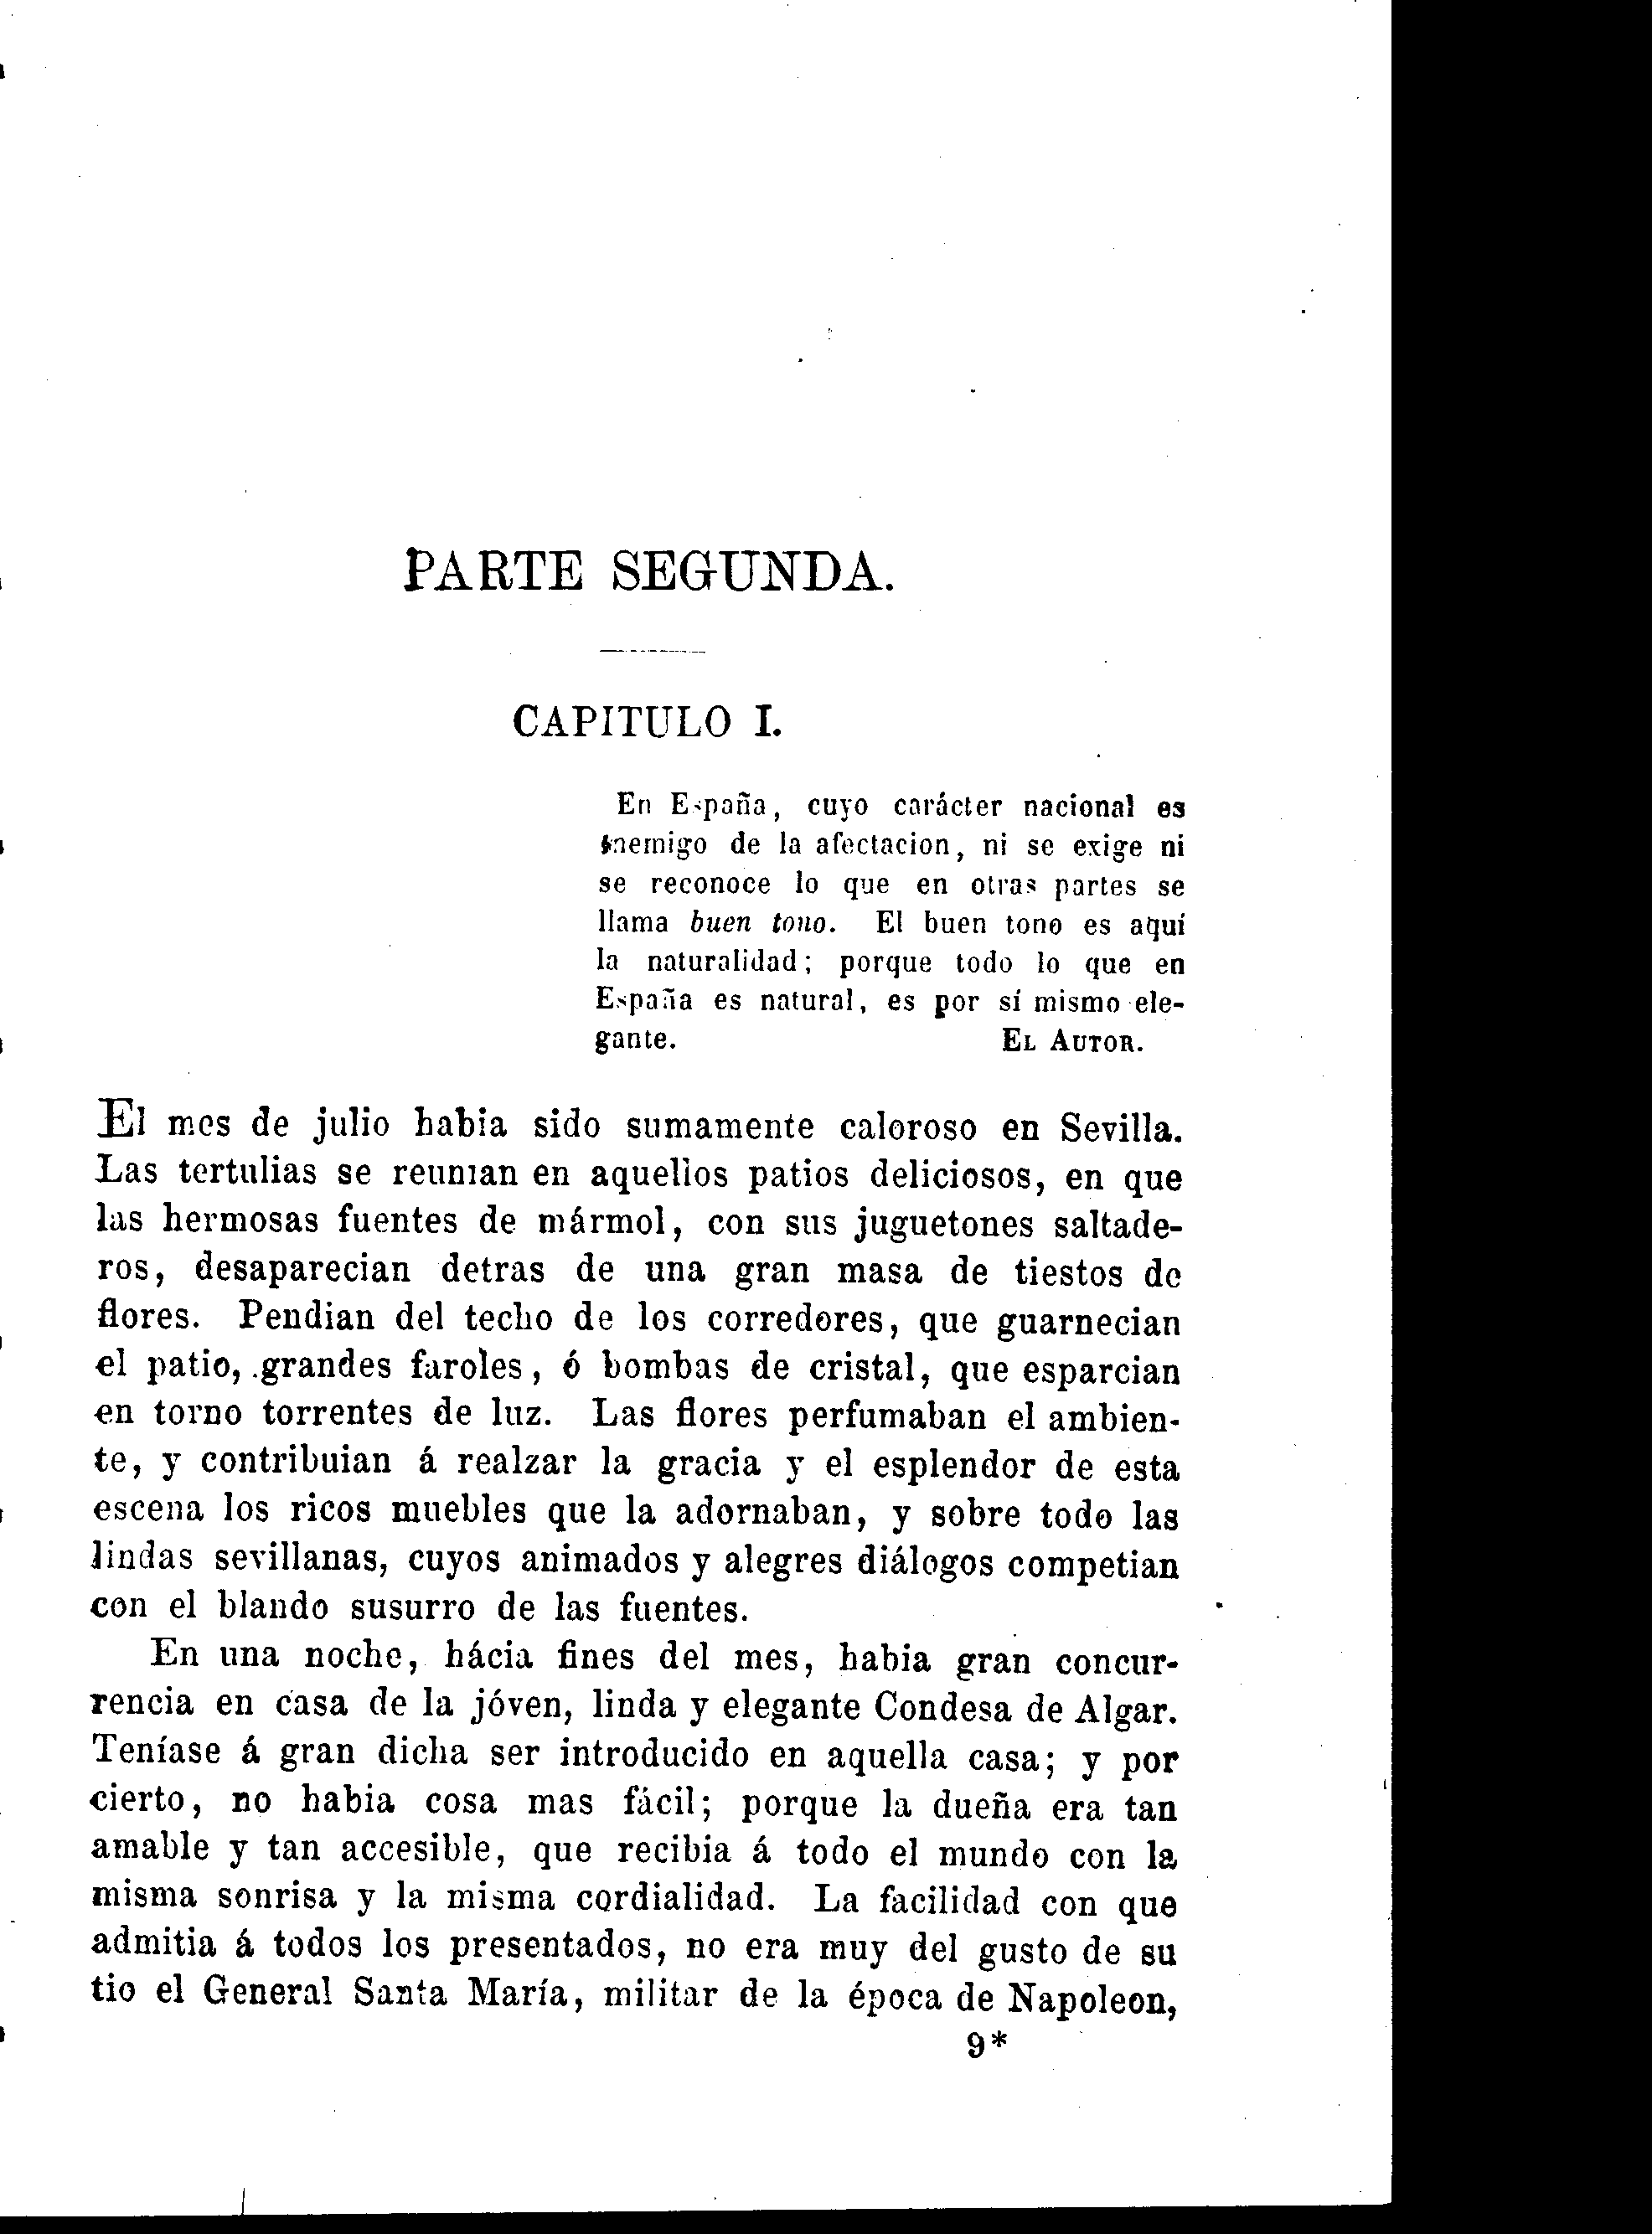 PARTE SEGUNDA.
CAPITULO I.
En España, cuyo carácter nacional es
enemigo de la afectacion, ni se exige ni
se reconoce lo que en otras partes se
llama buen tono. El buen tono es aquí
la naturalidad; porque todo lo que en
España es natural, es por sí mismo ele-
gante. EL AUTOR.
El mes de julio habia sido sumamente caloroso en Sevilla.
Las tertulias se reunian en aquellos patios deliciosos, en que
las hermosas fuentes de mármol, con sus juguetones saltade-
ros, desaparecian detras de una gran masa de tiestos de
flores. Pendian del techo de los corredores, que guarnecian
el patio, grandes faroles, ó bombas de cristal, que esparcian
en torno torrentes de luz. Las flores perfumaban el ambien-
te, y contribuian á realzar la gracia y el esplendor de esta
escena los ricos muebles que la adornaban, y sobre todo las
lindas sevillanas, cuyos animados y alegres diálogos competian
con el blando susurro de las fuentes.
En una noche, hácia fines del mes, habia gran concur-
rencia en casa de la jóven, linda y elegante Condesa de Algar.
Teníase á gran dicha ser introducido en aquella casa; y por
cierto, no habia cosa mas fácil; porque la dueña era tan
amable y tan accesible, que recibia á todo el mundo con la
misma sonrisa y la misma cordialidad. La facilidad con que
admitia á todos los presentados, no era muy del gusto de su
tio el General Santa María, militar de la época de Napoleon,
9*